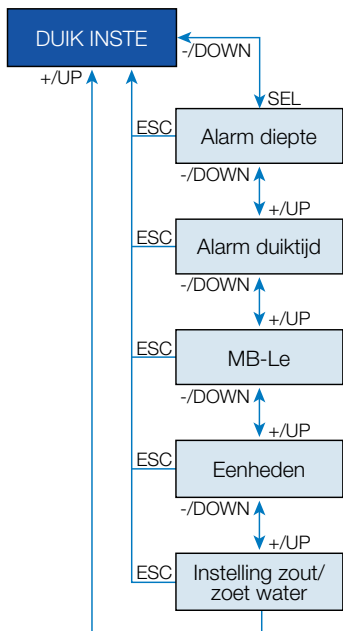 DUIK INSTE
-/DOWN
+/UP
SEL
ESC
Alarm diepte
-/DOWN
+/UP
ESC
Alarm duiktijd
-/DOWN
+/UP
ESC
MB-Le
-/DOWN
+/UP
ESC
Eenheden
-/DOWN
+/UP
ESC
Instelling zout/
zoet water